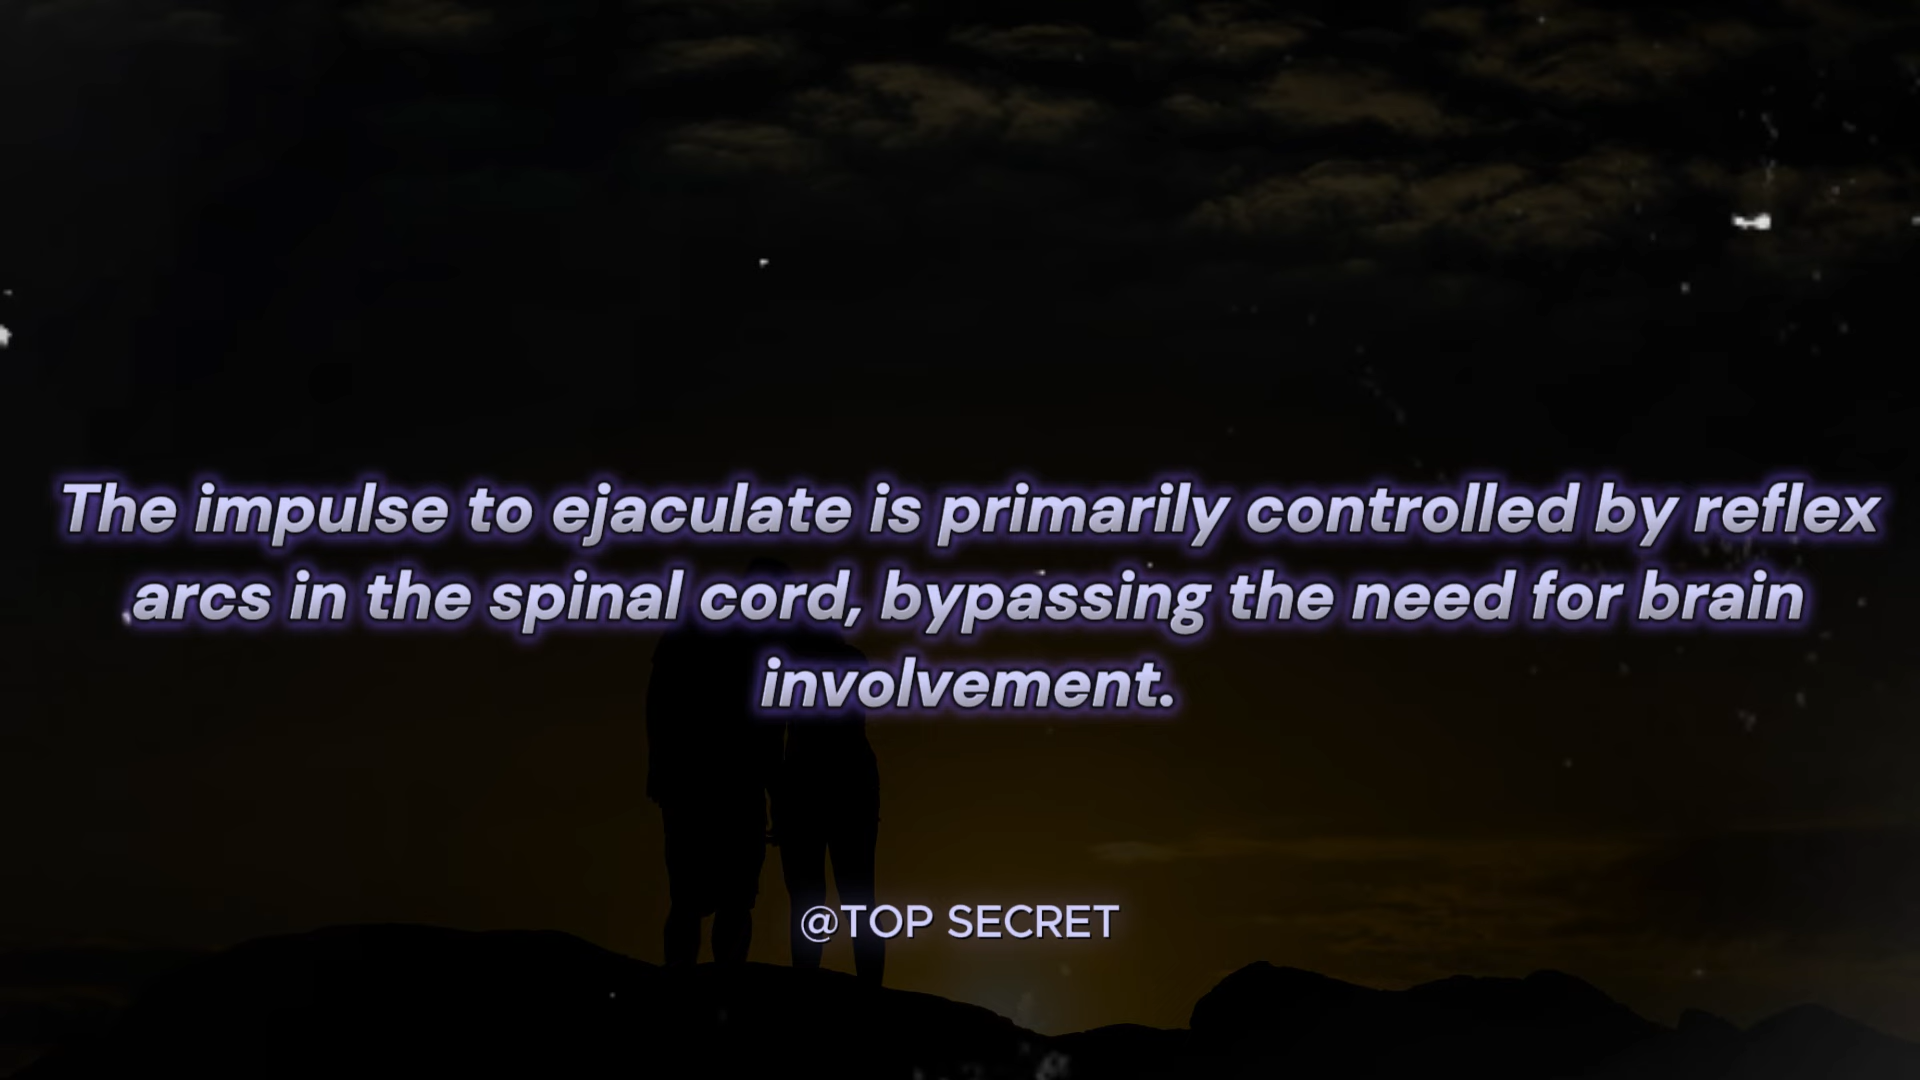 The impulse to ejaculate is primarily controlled by reflex
arcs in the spinal cord, bypassing the need for brain
involvement.
@TOP SECRET